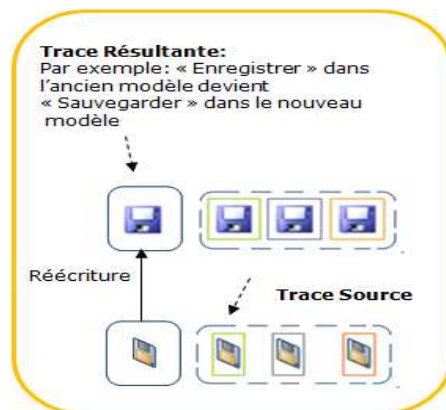 Trace Résultante:
Par exemple: « Enregistrer » dans
l'ancien modèle devient
« Sauvegarder » dans le nouveau
modèle
Réécriture
Trace Source